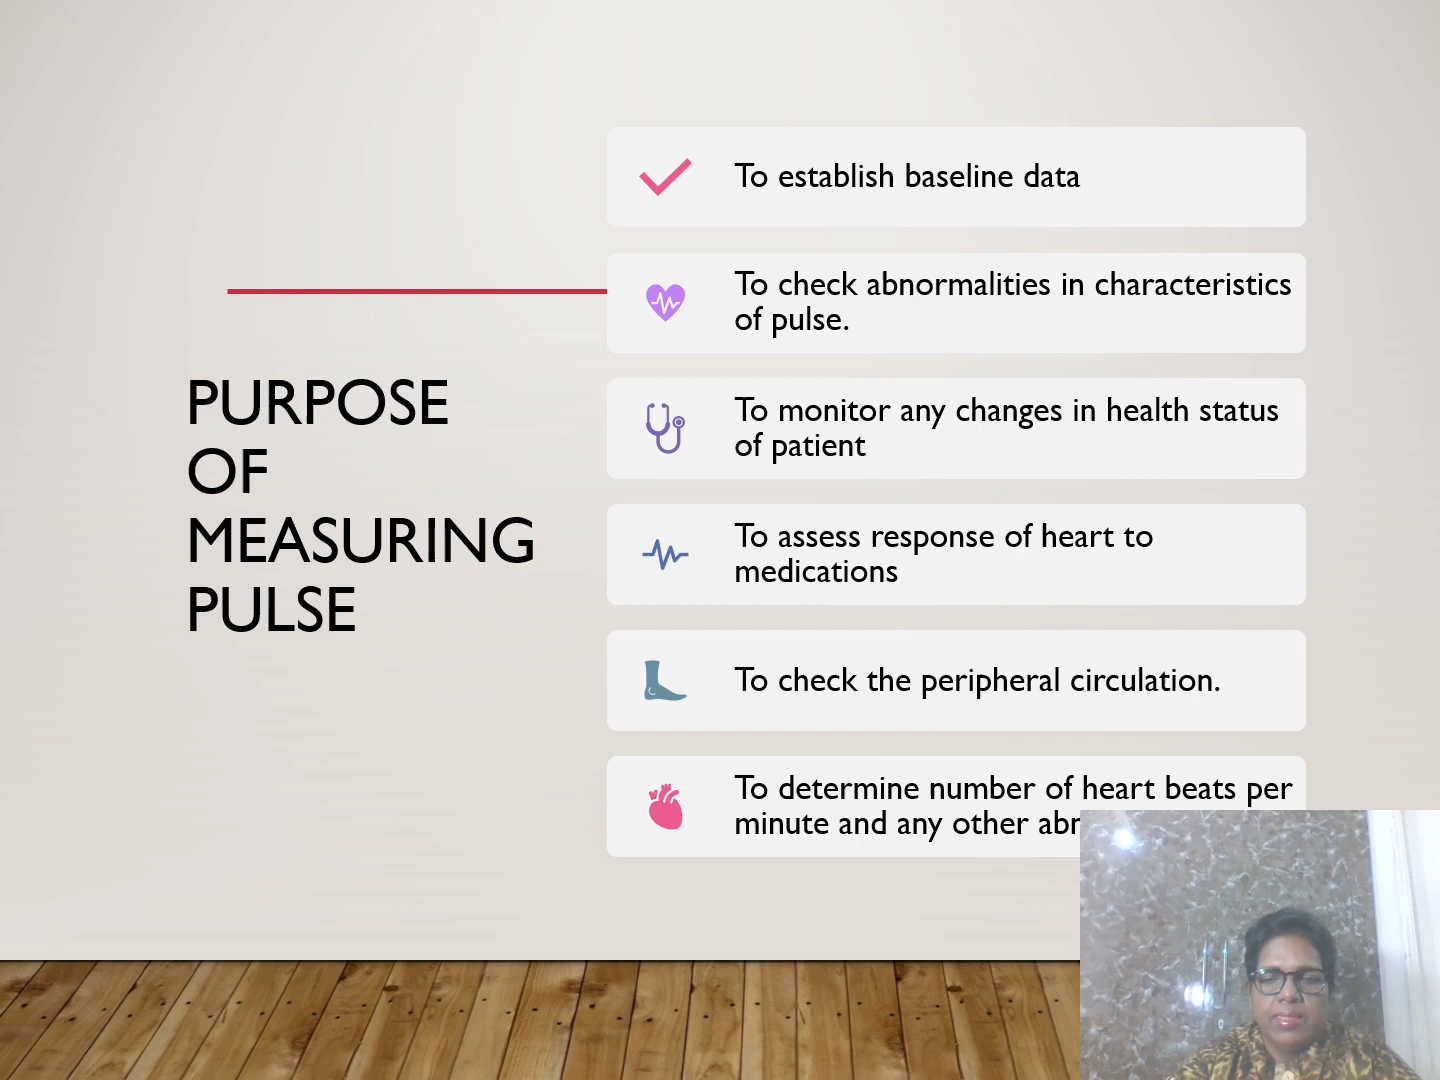 PURPOSE
OF
MEASURING
PULSE
To establish baseline data
To check abnormalities in characteristics
of pulse.
To monitor any changes in health status
of patient
To assess response of heart to
medications
To check the peripheral circulation.
To determine number of heart beats per
minute and any other